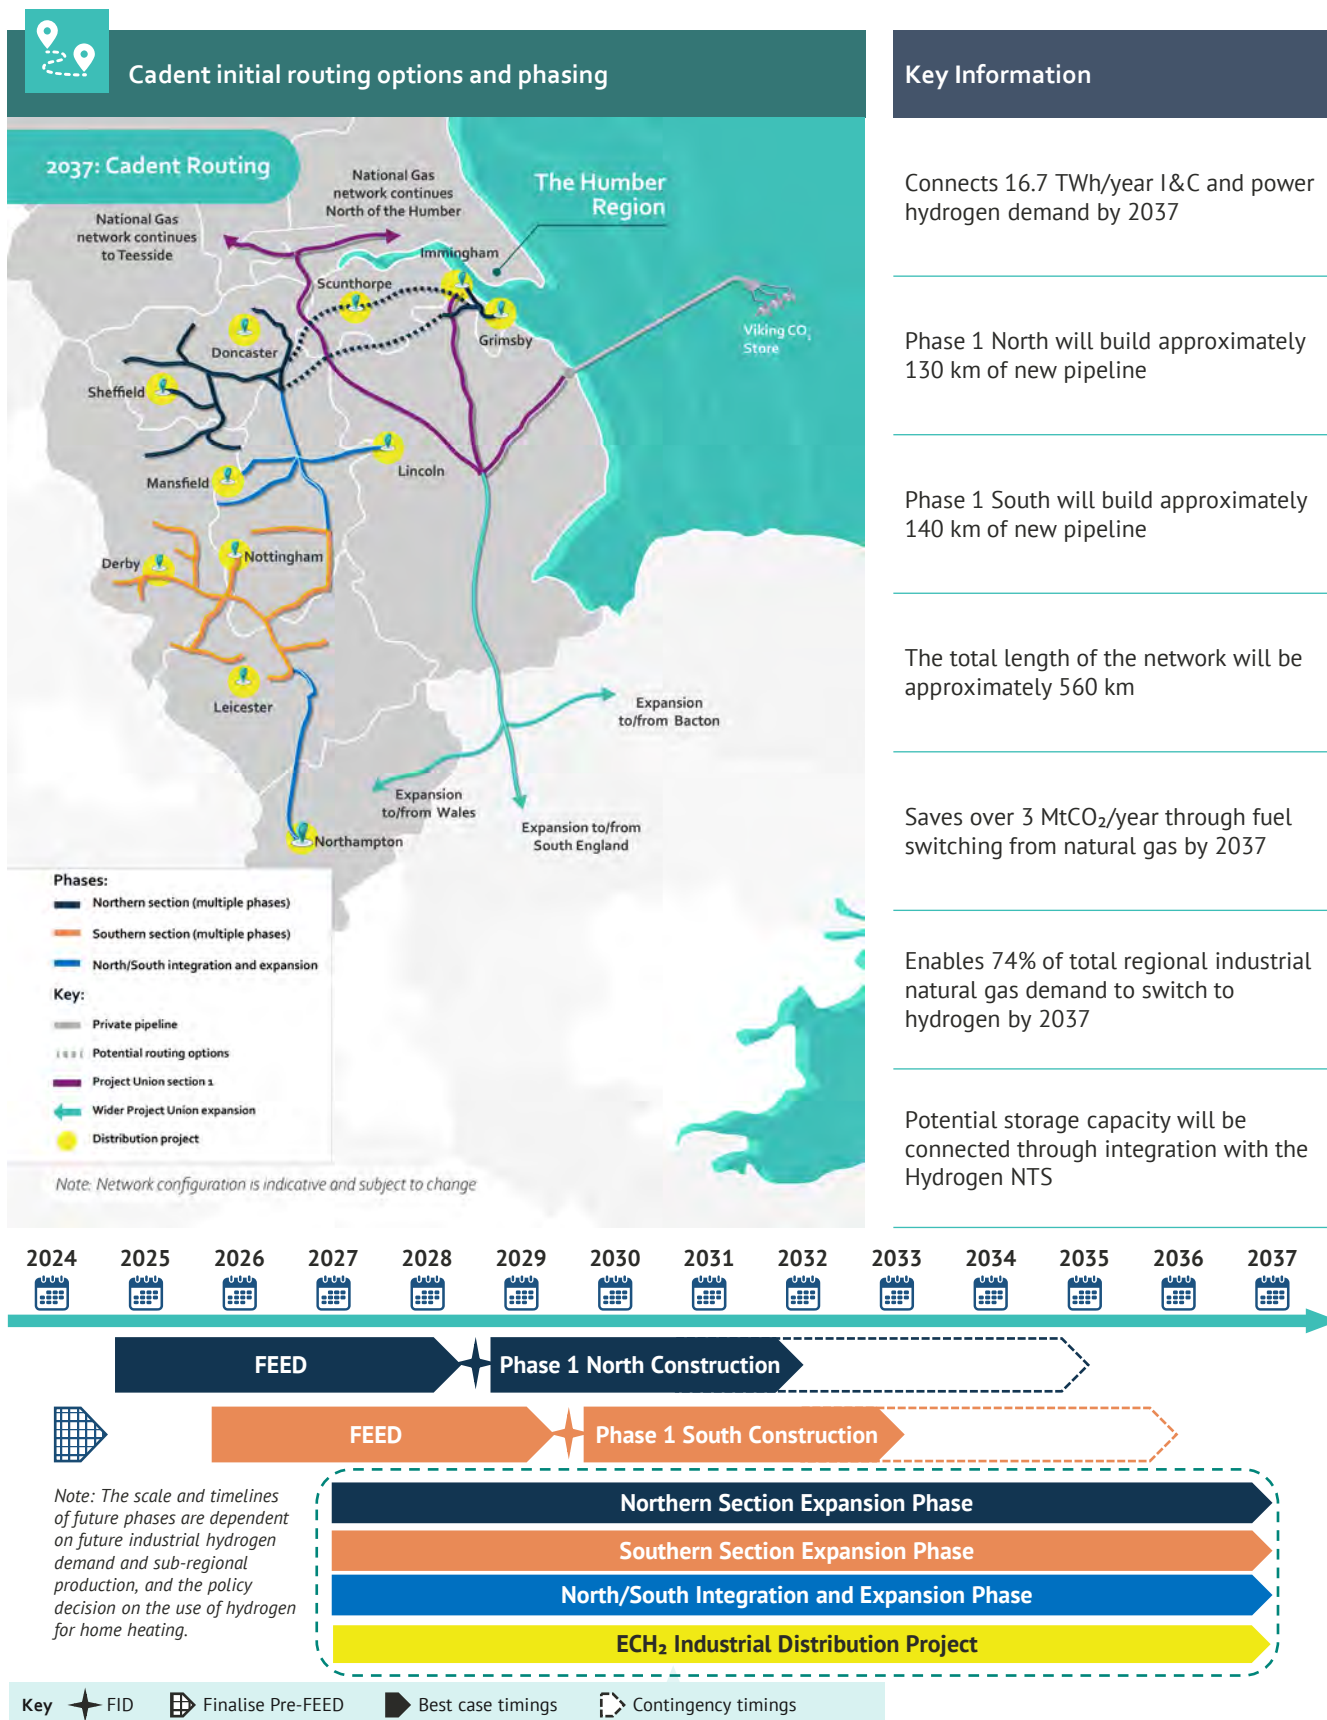 Cadent initial routing options and phasing
2037: Cadent Routing
National Gas
network continues
to Teesside
National Gas
network continues
North of the Humber
The Humber
Region
Immingham
Scunthorpe
Grimsby
Doncaster
Sheffield
Viking CO₂
Store
Lincoln
Mansfield
Derby
Nottingham
Leicester
Northampton
Expansion
to/from Bacton
Expansion
to/from Wales
Expansion to/from
South England
Phases:
Northern section (multiple phases)
Southern section (multiple phases)
North/South integration and expansion
Key:
Private pipeline
Potential routing options
Project Union section 1
Wider Project Union expansion
Distribution project
Note: Network configuration is indicative and subject to change
Key Information
Connects 16.7 TWh/year I&C and power
hydrogen demand by 2037
Phase 1 North will build approximately
130 km of new pipeline
Phase 1 South will build approximately
140 km of new pipeline
The total length of the network will be
approximately 560 km
Saves over 3 MtCO₂/year through fuel
switching from natural gas by 2037
Enables 74% of total regional industrial
natural gas demand to switch to
hydrogen by 2037
Potential storage capacity will be
connected through integration with the
Hydrogen NTS
2024 2025 2026 2027 2028 2029 2030 2031 2032 2033 2034 2035 2036 2037
FEED
Phase 1 North Construction
FEED
Phase 1 South Construction
Note: The scale and timelines
of future phases are dependent
on future industrial hydrogen
demand and sub-regional
production, and the policy
decision on the use of hydrogen
for home heating.
Northern Section Expansion Phase
Southern Section Expansion Phase
North/South Integration and Expansion Phase
ECH₂ Industrial Distribution Project
Key FID Finalise Pre-FEED Best case timings Contingency timings